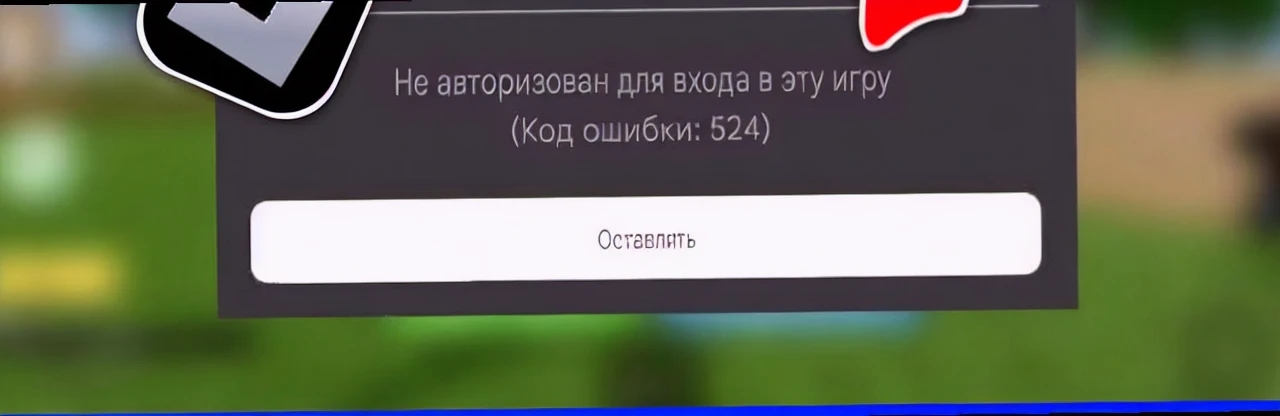 Не авторизован для входа в эту игру
(Код ошибки: 524)
Оставлять